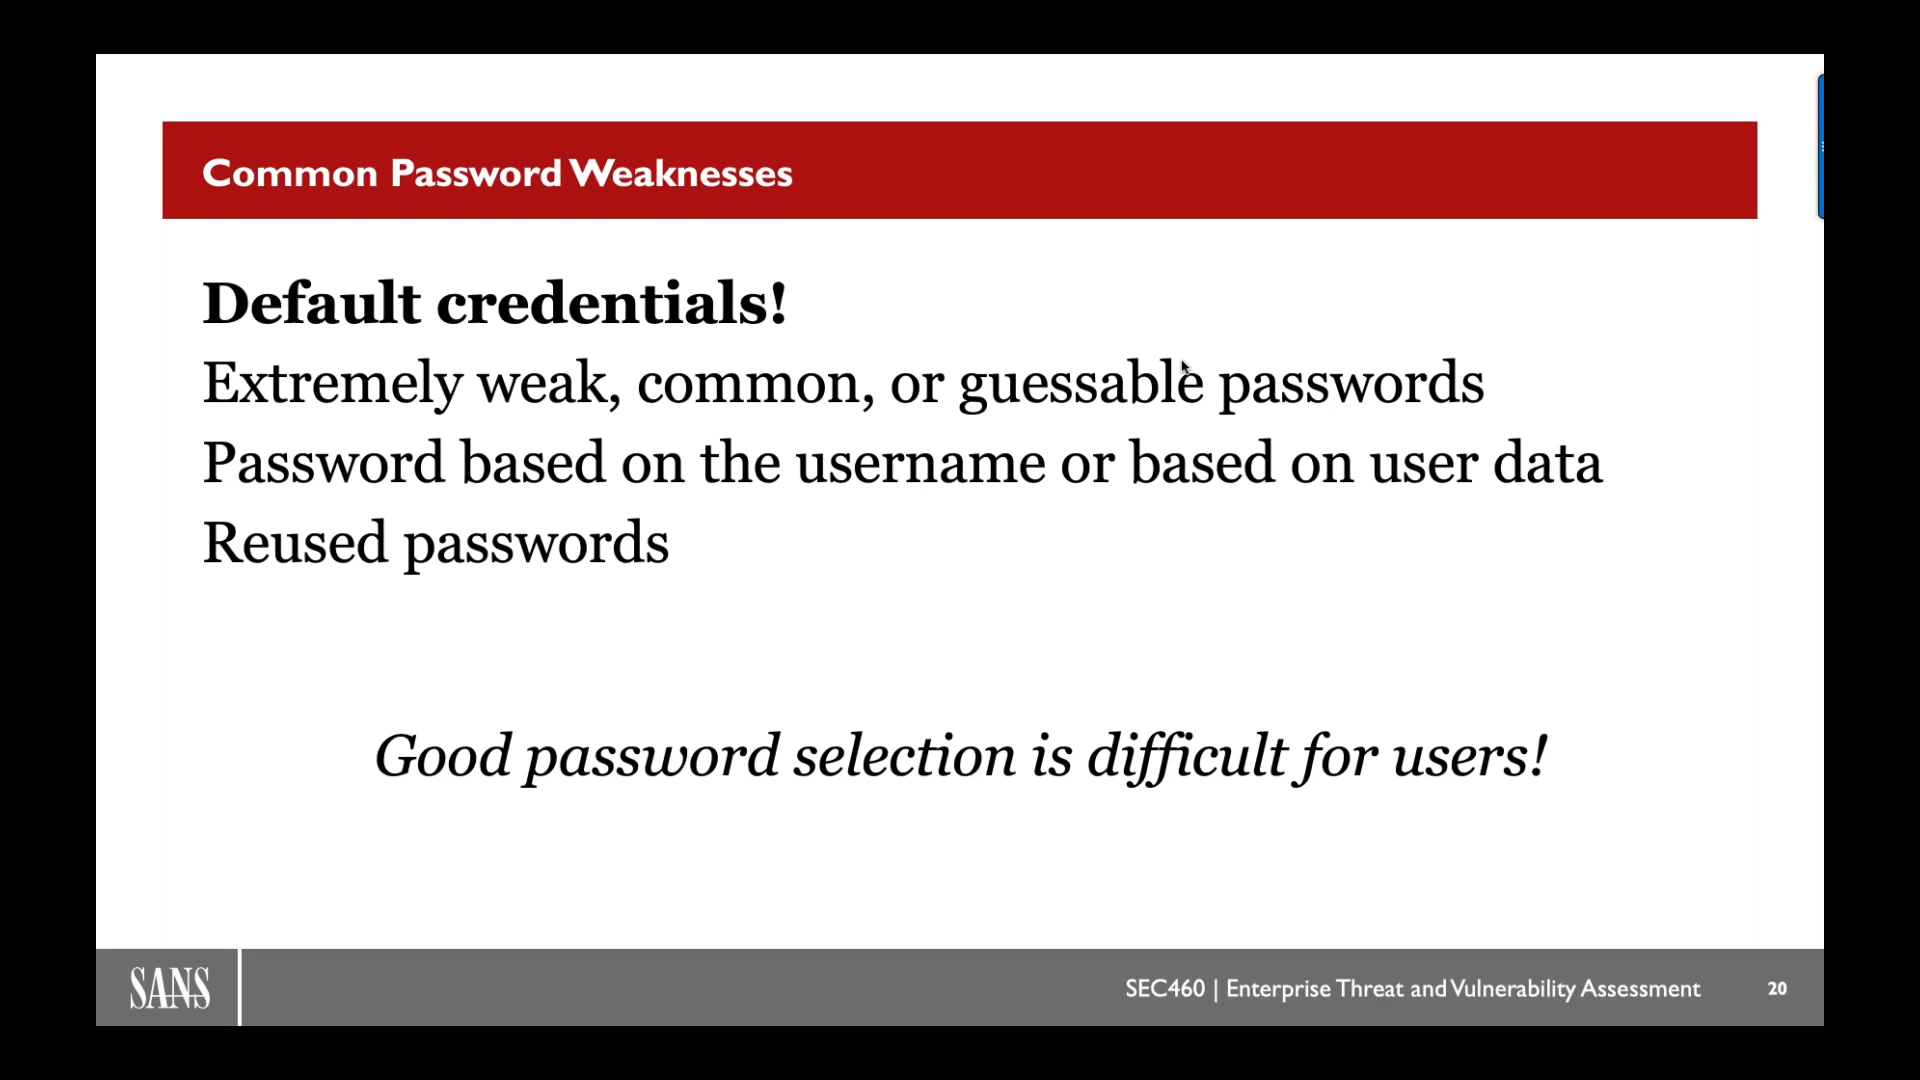 Common Password Weaknesses
Default credentials!
Extremely weak, common, or guessable passwords
Password based on the username or based on user data
Reused passwords
Good password selection is difficult for users!
SANS
SEC460 | Enterprise Threat and Vulnerability Assessment
20